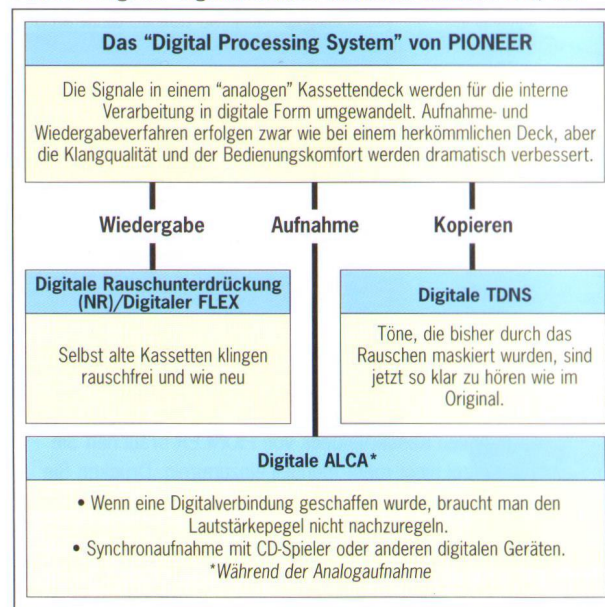 Das “Digital Processing System” von PIONEER
Die Signale in einem “analogen” Kassettendeck werden für die interne
Verarbeitung in digitale Form umgewandelt. Aufnahme- und
Wiedergabeverfahren erfolgen zwar wie bei einem herkömmlichen Deck, aber
die Klangqualität und der Bedienungskomfort werden dramatisch verbessert.
Wiedergabe
Aufnahme
Kopieren
Digitale Rauschunterdrückung
(NR)/Digitaler FLEX
Selbst alte Kassetten klingen
rauschfrei und wie neu
Digitale TDNS
Töne, die bisher durch das
Rauschen maskiert wurden, sind
jetzt so klar zu hören wie im
Original.
Digitale ALCA*
• Wenn eine Digitalverbindung geschaffen wurde, braucht man den
Lautstärkepegel nicht nachzuregeln.
• Synchronaufnahme mit CD-Spieler oder anderen digitalen Geräten.
*Während der Analogaufnahme